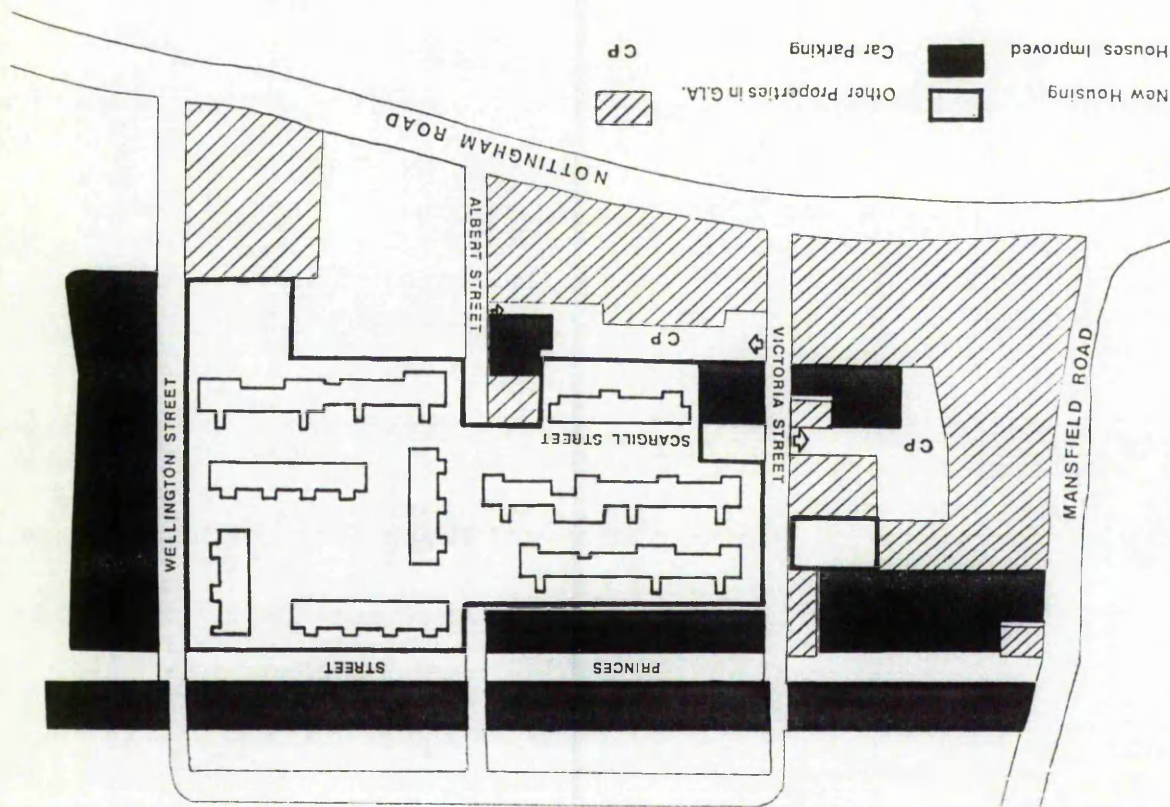 PRINCES STREET
MANSFIELD ROAD
CP
VICTORIA STREET
SCARGILL STREET
CP
ALBERT STREET
WELLINGTON STREET
NOTTINGHAM ROAD
New Housing Other Properties in G.I.A.
Houses Improved Car Parking CP